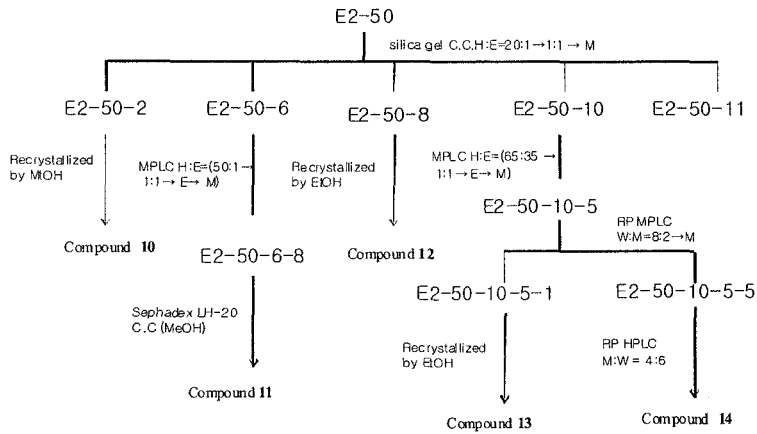 E2-50
silica gel C.C.H:E=20:1→1:1→ M
E2-50-2
E2-50-6
E2-50-8
E2-50-10
E2-50-11
Recrystallized
by MtOH
MPLC H:E=(50:1→
1:1→ E→ M)
Recrystallized
by EtOH
MPLC H:E=(65:35→
1:1→E→M)
Compound 10
E2-50-6-8
Compound 12
E2-50-10-5
RP MPLC
W:M=8:2→M
Sephadex LH-20
C.C (MeOH)
E2-50-10-5-1
E2-50-10-5-5
Recrystallized
by EtOH
RP HPLC
M:W = 4:6
Compound 11
Compound 13
Compound 14